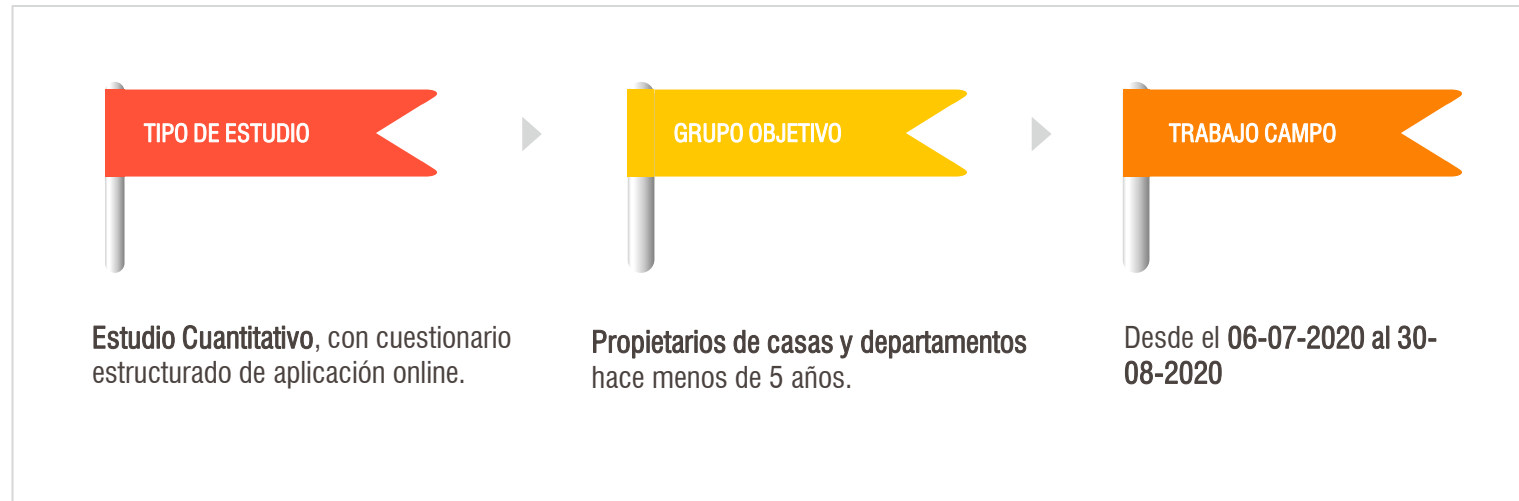 TIPO DE ESTUDIO
GRUPO OBJETIVO
TRABAJO CAMPO
Estudio Cuantitativo, con cuestionario
estructurado de aplicación online.
Propietarios de casas y departamentos
hace menos de 5 años.
Desde el 06-07-2020 al 30-
08-2020